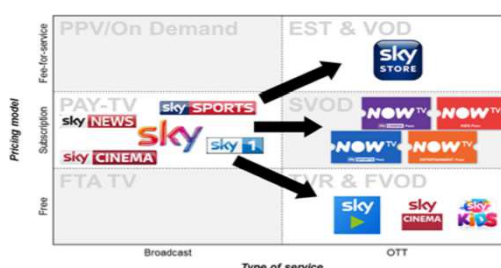 PPV/On Demand
EST & VOD
sky
STORE
Fee-for-service
Pricing model
Subscription
Free
PAY-TV
sky SPORTS
sky NEWS
sky
sky 1
sky CINEMA
SVOD
NOW TV
NOW TV
NOW TV
NOW TV
FTA TV
TVR & FVOD
sky
sky
CINEMA
sky
KIDS
Broadcast
OTT
Type of service